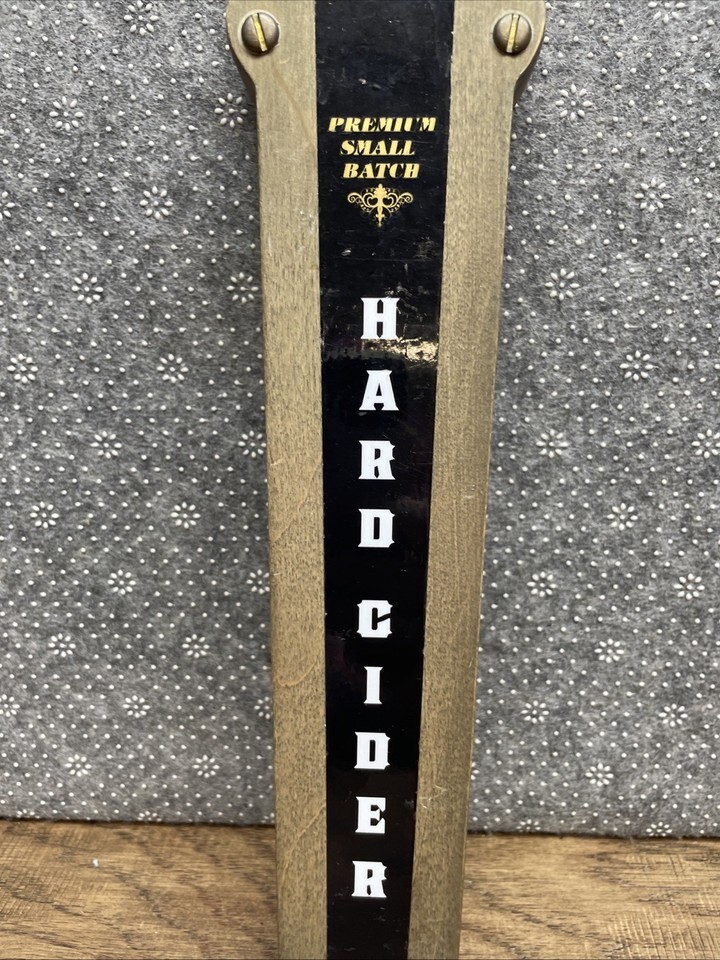 PREMIUM
SMALL
BATCH
HARD CIDER